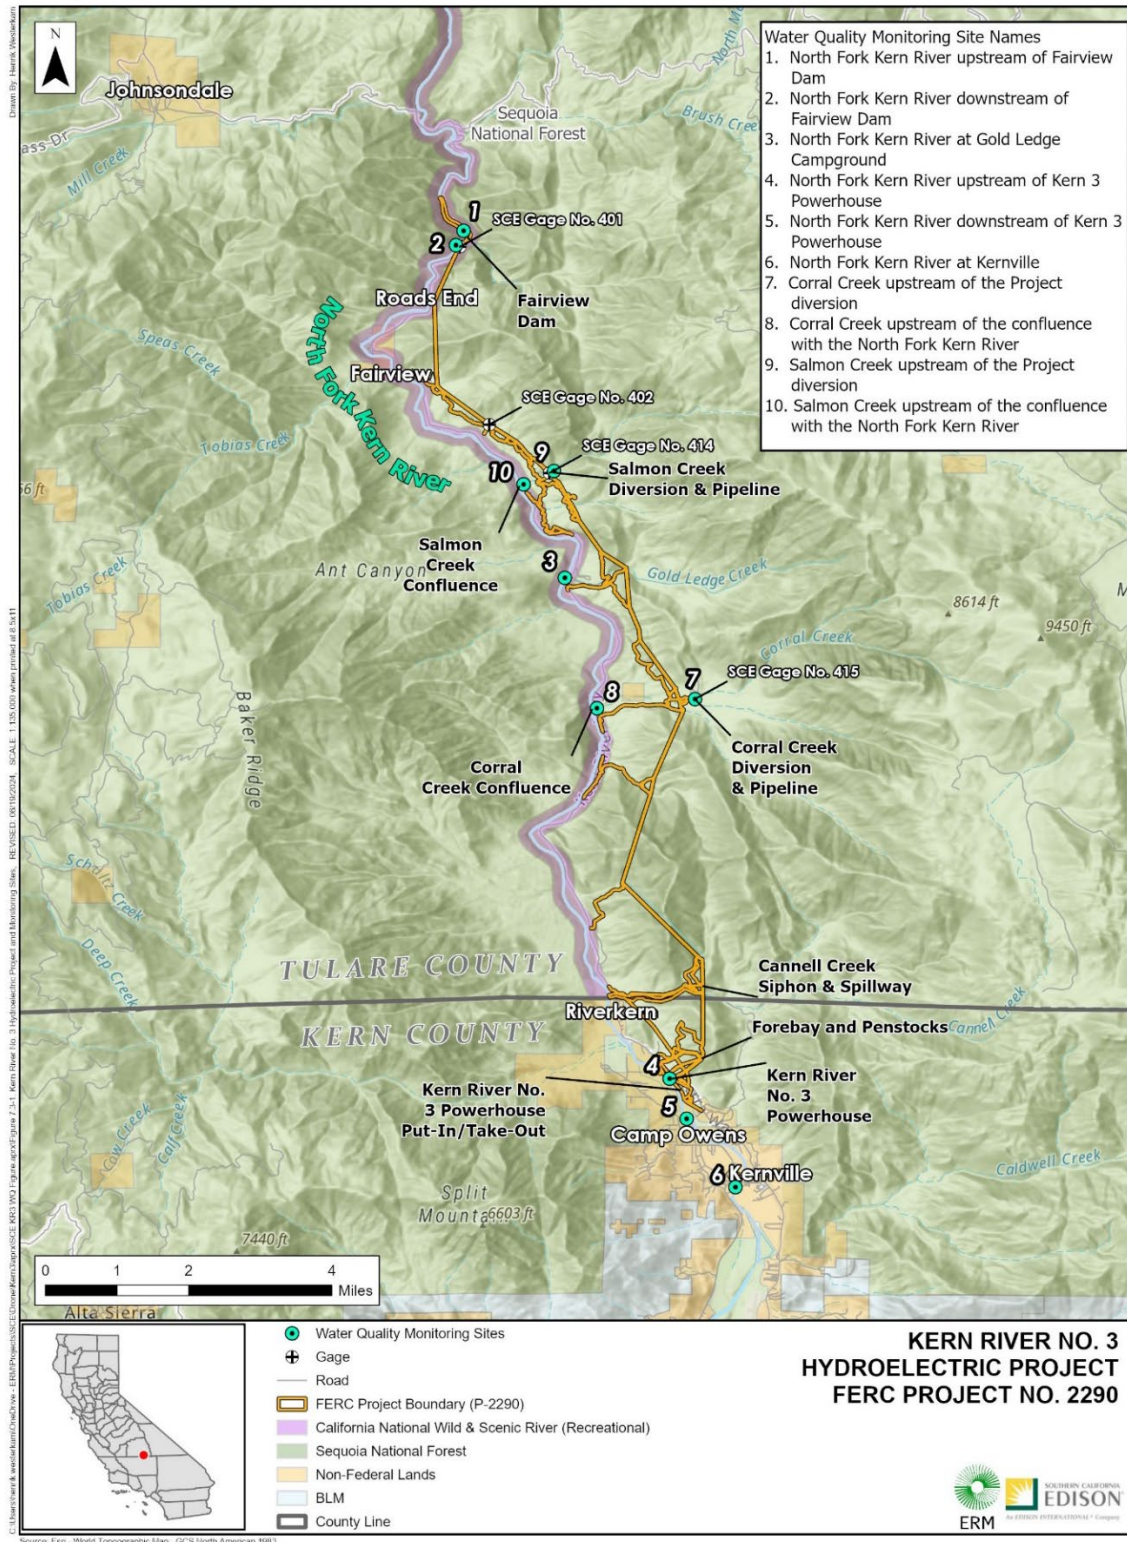 Drawn By: Henrik Westerkam
N
Johnsondale
Sequoia
National Forest
Mill Creek
Brush Creek
Water Quality Monitoring Site Names
1. North Fork Kern River upstream of Fairview
Dam
2. North Fork Kern River downstream of
Fairview Dam
3. North Fork Kern River at Gold Ledge
Campground
4. North Fork Kern River upstream of Kern 3
Powerhouse
5. North Fork Kern River downstream of Kern 3
Powerhouse
6. North Fork Kern River at Kernville
7. Corral Creek upstream of the Project
diversion
8. Corral Creek upstream of the confluence
with the North Fork Kern River
9. Salmon Creek upstream of the Project
diversion
10. Salmon Creek upstream of the confluence
with the North Fork Kern River
1
SCE Gage No. 401
2
Roads End
Fairview
Dam
North Fork Kern River
Speas Creek
Fairview
SCE Gage No. 402
Tobias Creek
SCE Gage No. 414
9
Salmon Creek
Diversion & Pipeline
10
Salmon
Creek
Confluence
Ant Canyon
3
Gold Ledge Creek
Tobias Creek
8614 ft
9450 ft
Corral Creek
7
SCE Gage No. 415
8
Baker Ridge
Corral
Creek Confluence
Corral Creek
Diversion
& Pipeline
Schultz Creek
Deep Creek
TULARE COUNTY
Cannell Creek
Siphon & Spillway
Riverkern
KERN COUNTY
Forebay and Penstocks
Cannell Creek
4
Kern River No.
3 Powerhouse
Put-In/Take-Out
Kern River
No. 3
Powerhouse
5
Camp Owens
Cow Creek
Calf Creek
6 Kernville
Caldwell Creek
Split
Mounta...
6603 ft
7440 ft
0 1 2 4
Miles
Alta Sierra
Water Quality Monitoring Sites
Gage
Road
FERC Project Boundary (P-2290)
California National Wild & Scenic River (Recreational)
Sequoia National Forest
Non-Federal Lands
BLM
County Line
KERN RIVER NO. 3
HYDROELECTRIC PROJECT
FERC PROJECT NO. 2290
ERM
SOUTHERN CALIFORNIA
EDISON
An EDISON INTERNATIONAL® Company